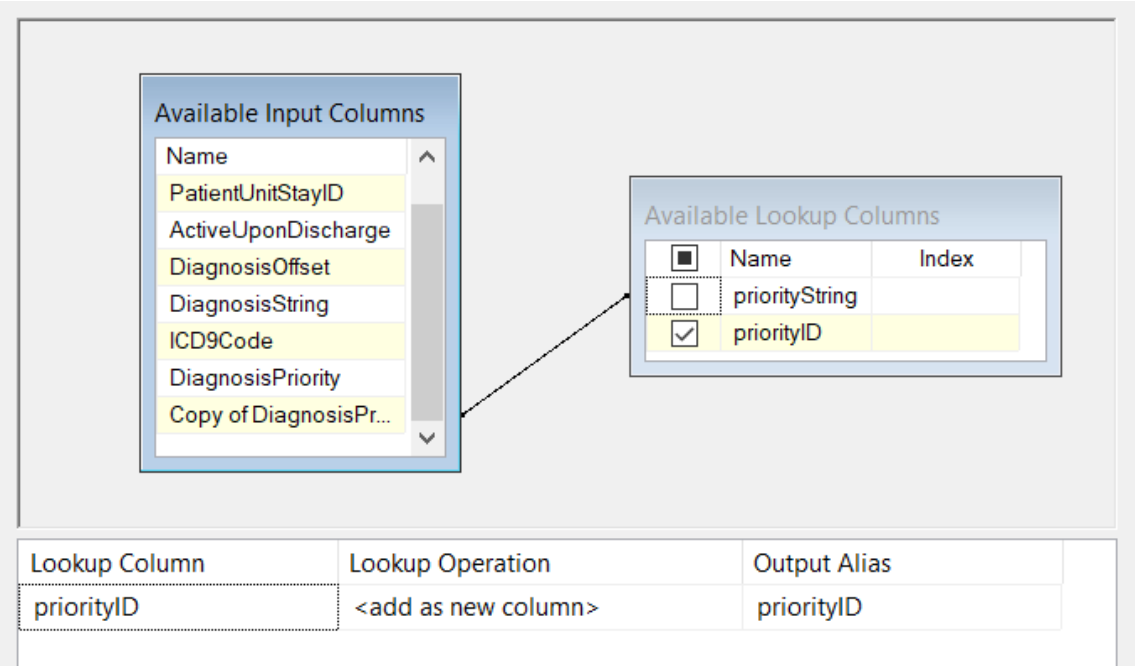 Available Input Columns
Name
PatientUnitStayID
ActiveUponDischarge
DiagnosisOffset
DiagnosisString
ICD9Code
DiagnosisPriority
Copy of DiagnosisPr...
Available Lookup Columns
Name Index
priorityString
priorityID
Lookup Column Lookup Operation Output Alias
priorityID <add as new column> priorityID